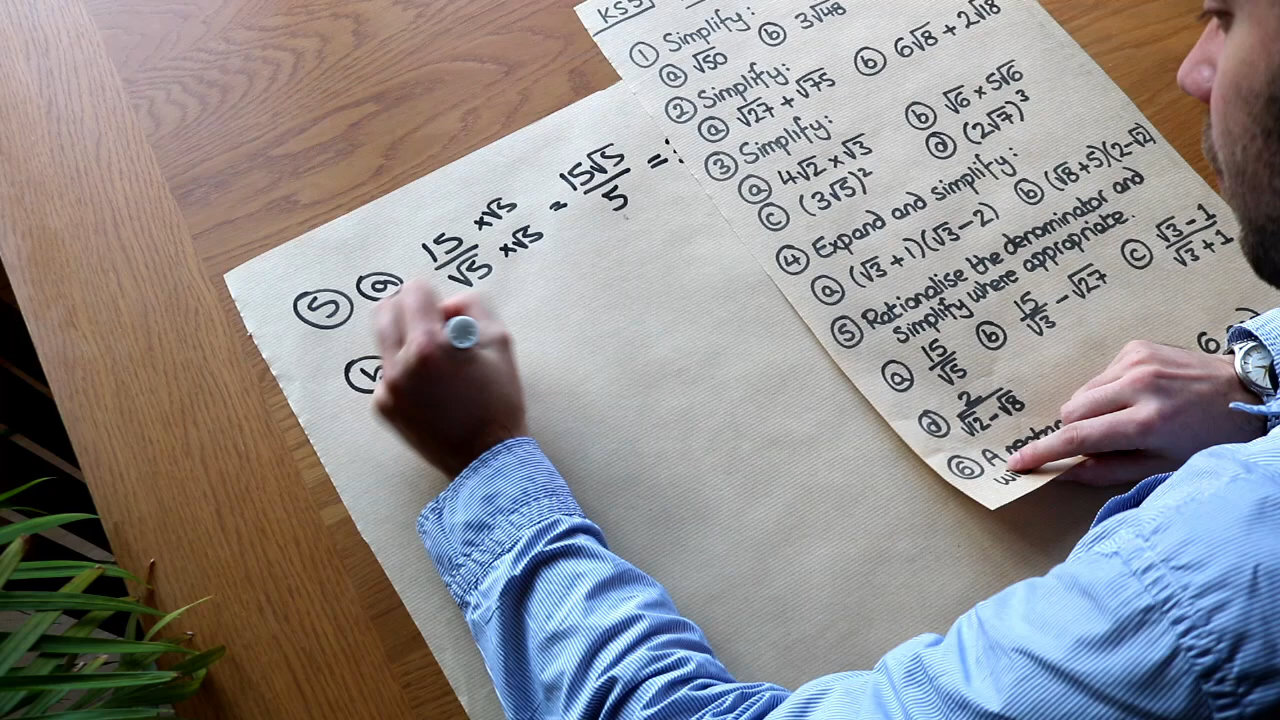 5 a 15/√5 ×√5 ×√5 = 15√5/5 =
KS5
1 Simplify:
a √50 b 3√48
2 Simplify:
a √27 + √75 b 6√8 + 2√18
3 Simplify:
a 4√2 × √3 b √6 × 5√6
c (3√5)² d (2√7)³
4 Expand and simplify:
a (√3 + 1)(√3 − 2) b (√8 + 5)(2 − √2)
5 Rationalise the denominator and
simplify where appropriate.
a 15/√5 b 15/√3 − √27 c √3 − 1/√3 + 1
d 2/√2 − √8
6 A